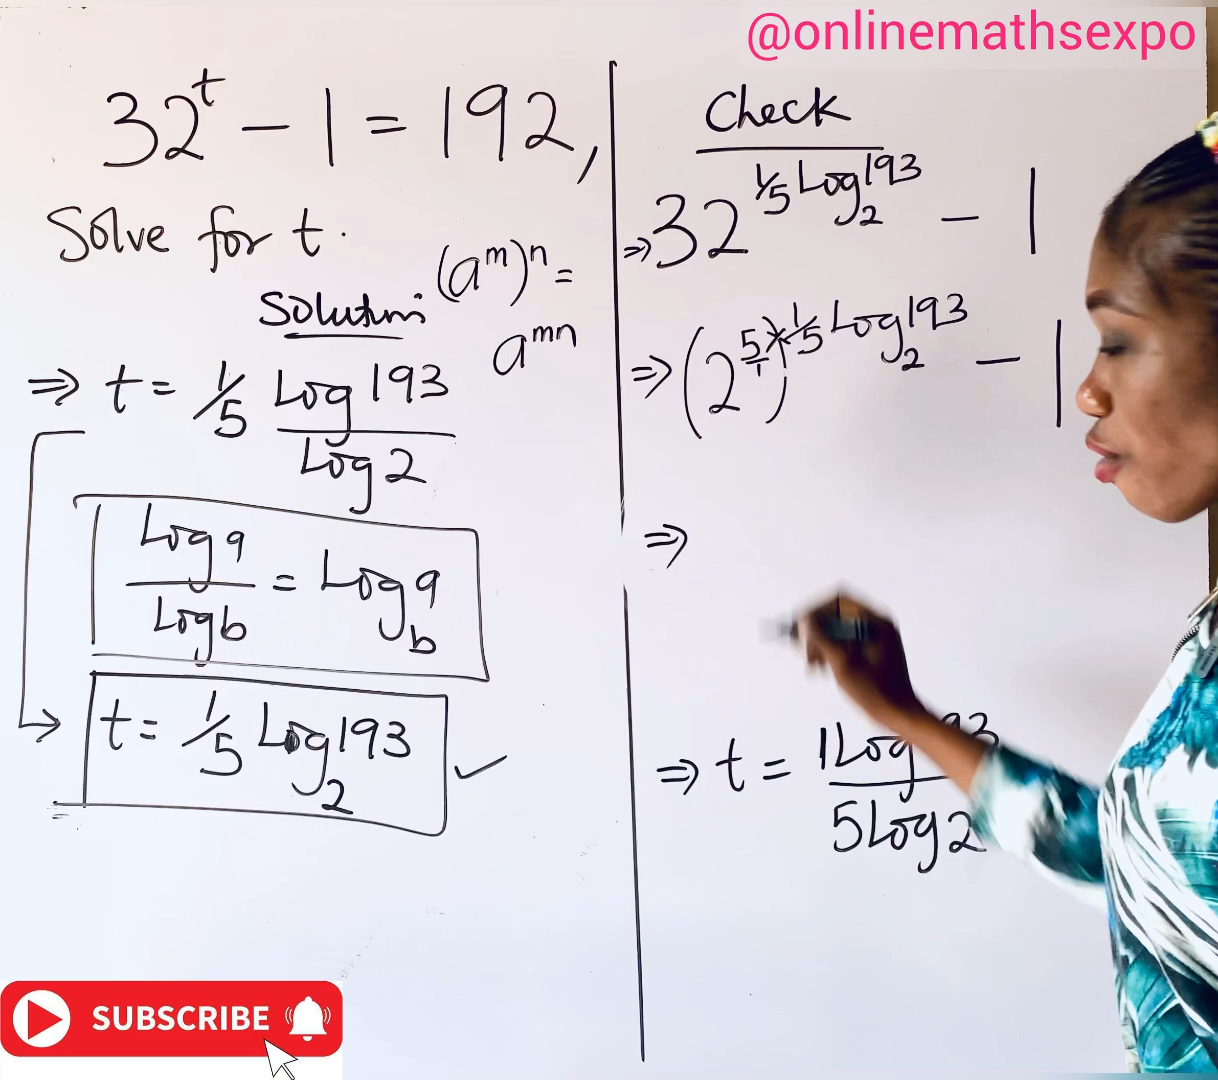 @onlinemathsexpo
32^t - 1 = 192,
Solve for t.
Solution
(a^m)^n =
a^mn
⇒ t = 1/5 Log 193 / Log 2
Log a / Log b = Log_b a
t = 1/5 Log_2 193 ✓
Check
⇒ 32^(1/5 Log_2 193) - 1
⇒ (2^5/1)^(× 1/5 Log_2 193) - 1
⇒
⇒ t = 1Log 93 / 5Log2
SUBSCRIBE